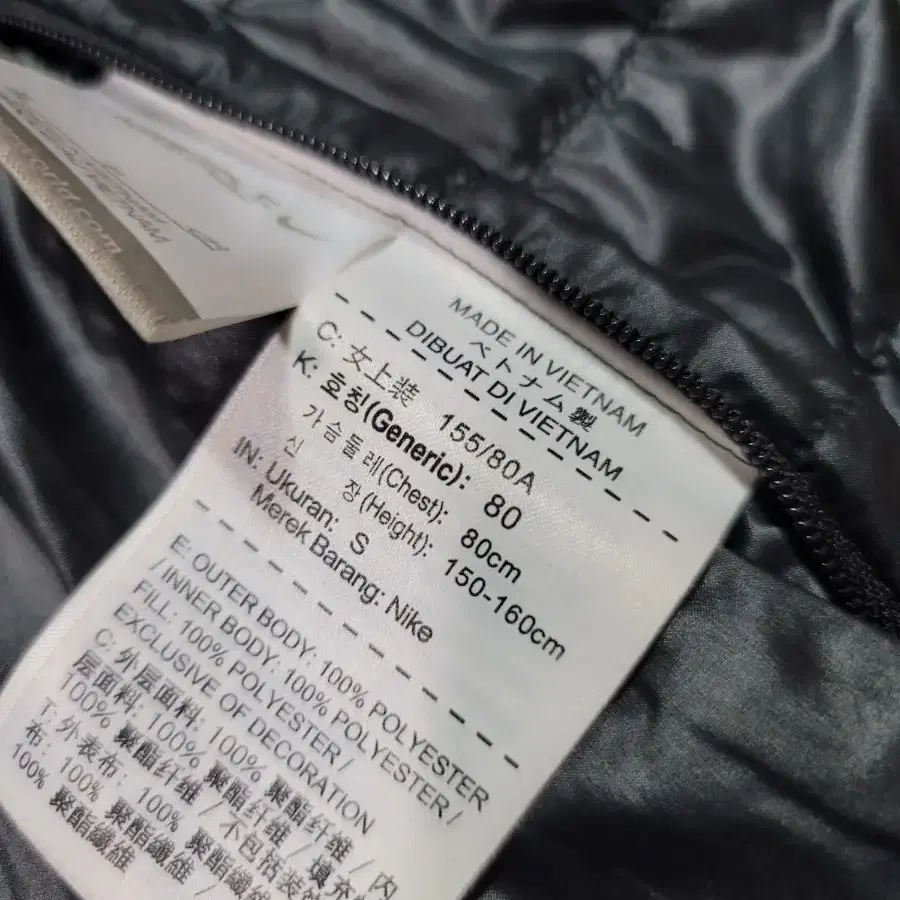 MADE IN VIETNAM
ベトナム製
DIBUAT DI VIETNAM
C: 女上装 155/80A
K: 호칭(Generic): 80
가슴둘레(Chest): 80cm
신 장(Height): 150-160cm
IN: Ukuran: S
Merek Barang: Nike
E: OUTER BODY: 100% POLYESTER
/ INNER BODY: 100% POLYESTER/
FILL: 100% POLYESTER /
EXCLUSIVE OF DECORATION
C: 外层面料: 100% 聚酯纤维/ 内
层面料: 100% 聚酯纤维 / 填充
100% 聚酯纤维 / 不包括装
T: 外表布: 100% 聚酯纖維
布: 100% 聚酯纖維
100% 聚酯纖維
VIETNAM